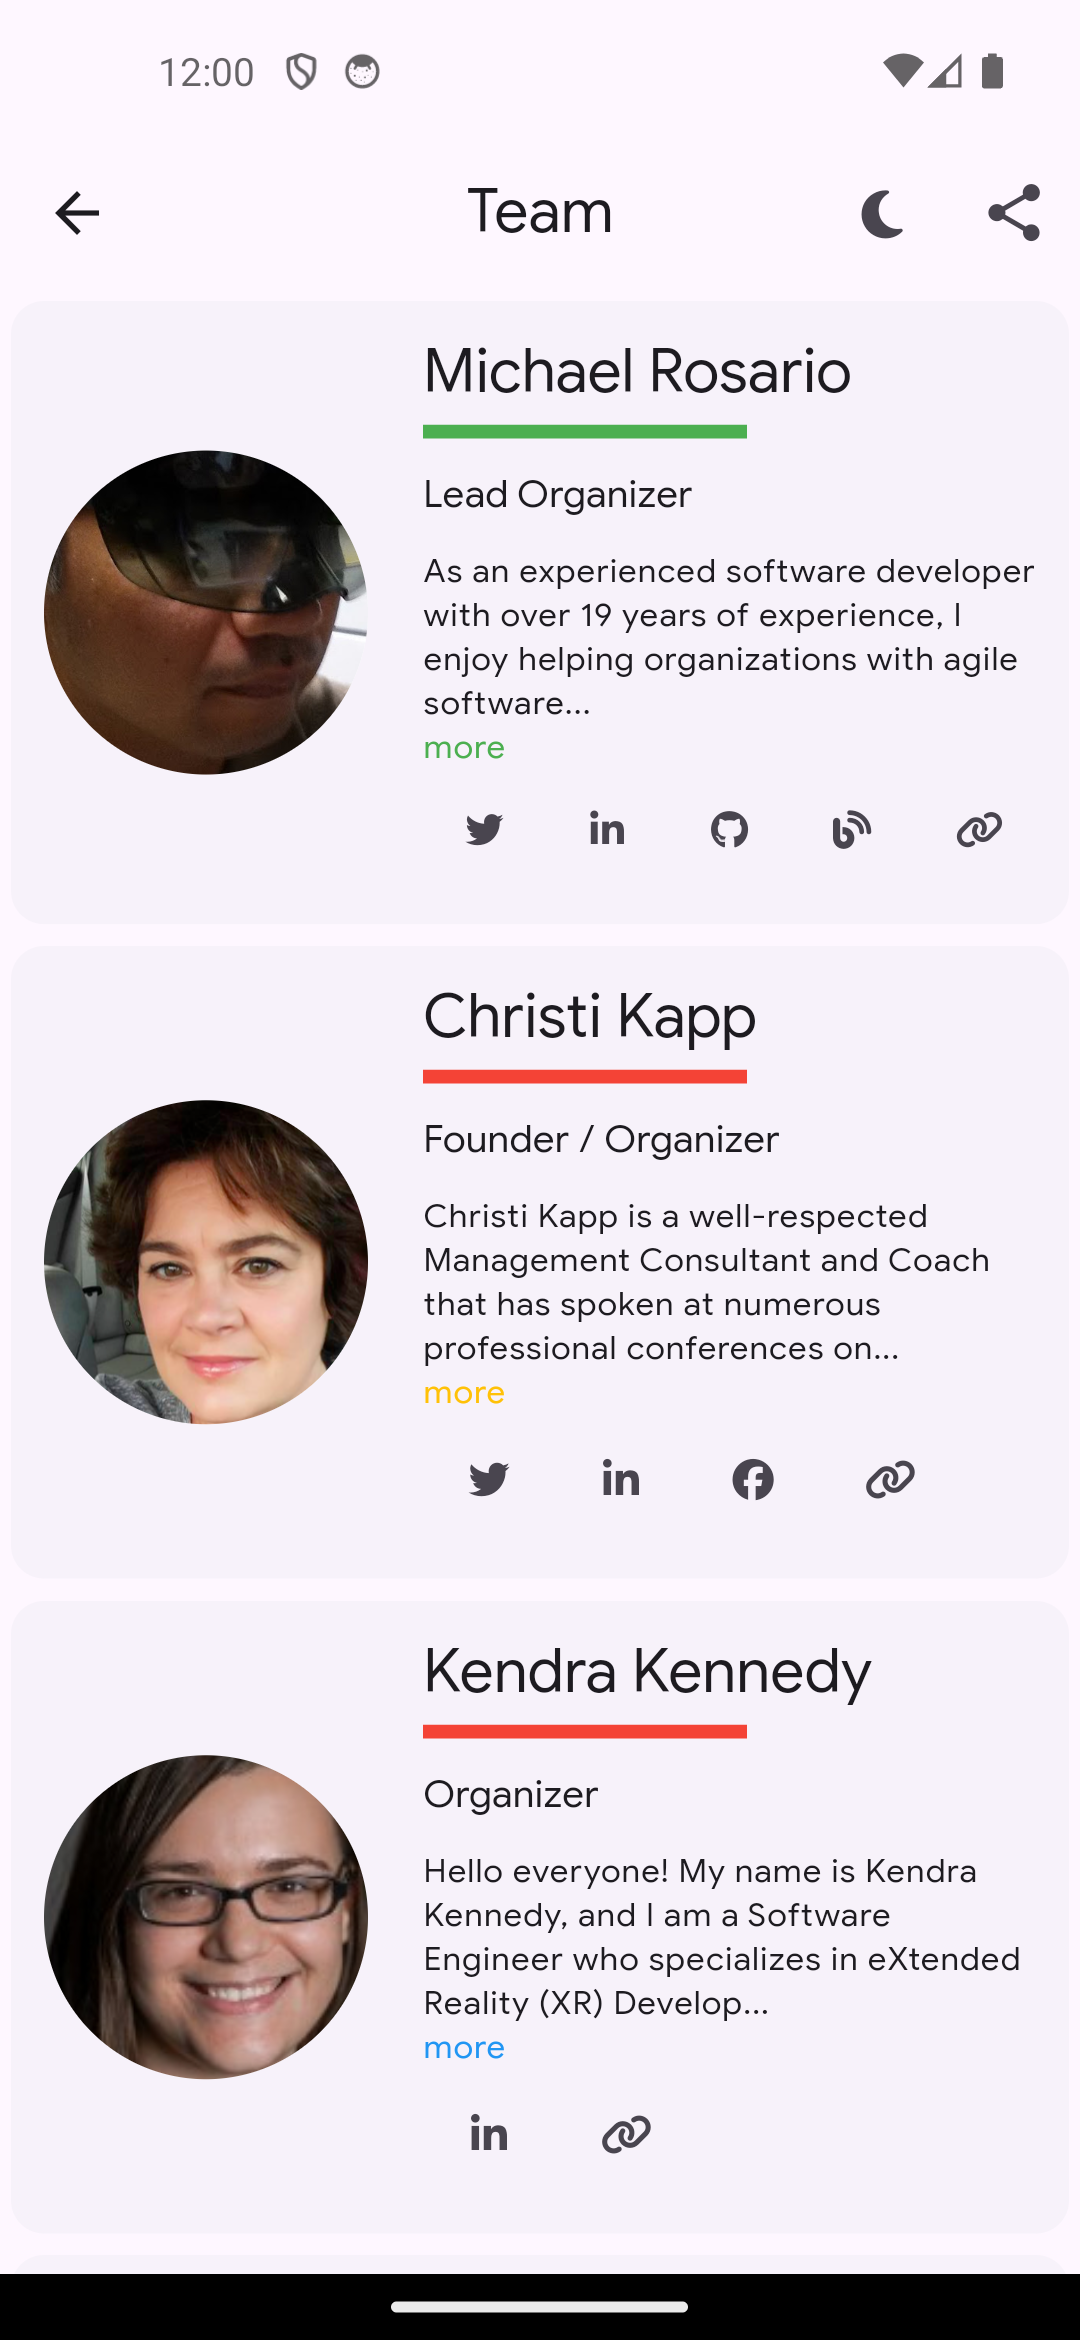 12:00
Team
Michael Rosario
Lead Organizer
As an experienced software developer
with over 19 years of experience, I
enjoy helping organizations with agile
software...
more
Christi Kapp
Founder / Organizer
Christi Kapp is a well-respected
Management Consultant and Coach
that has spoken at numerous
professional conferences on...
more
Kendra Kennedy
Organizer
Hello everyone! My name is Kendra
Kennedy, and I am a Software
Engineer who specializes in eXtended
Reality (XR) Develop...
more